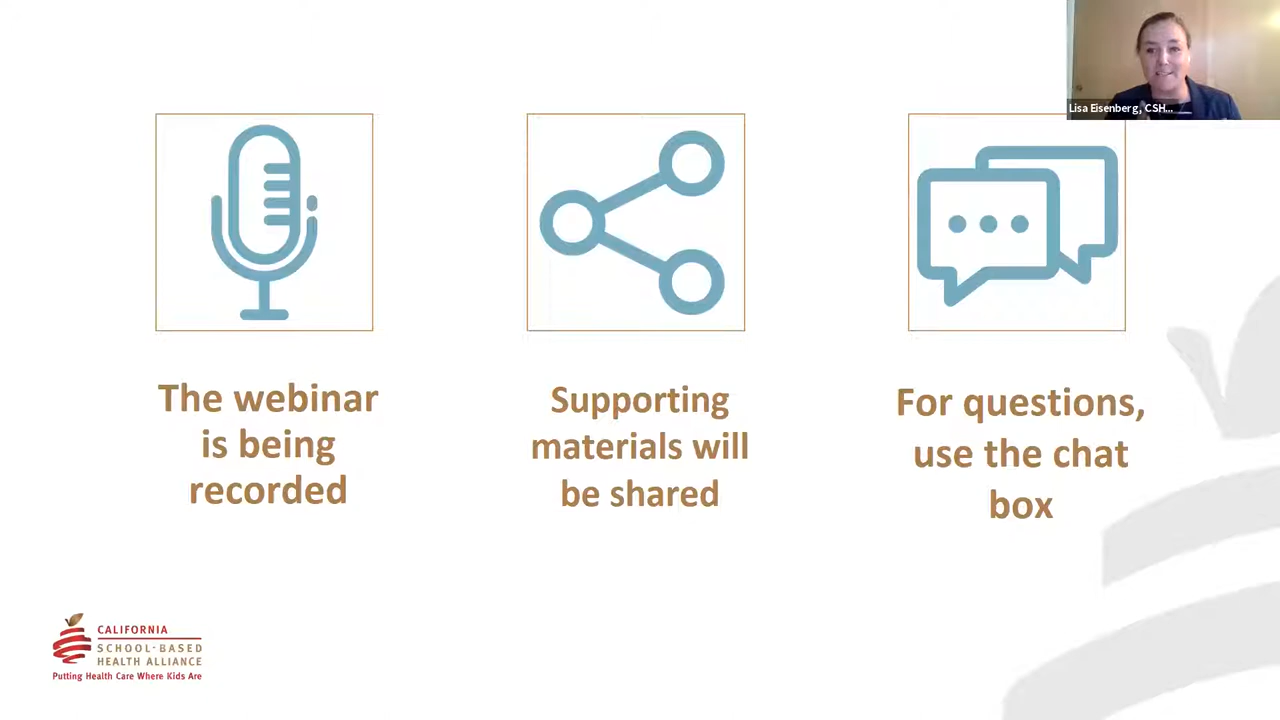 Lisa Eisenberg, CSH...
The webinar
is being
recorded
Supporting
materials will
be shared
For questions,
use the chat
box
CALIFORNIA
SCHOOL-BASED
HEALTH ALLIANCE
Putting Health Care Where Kids Are